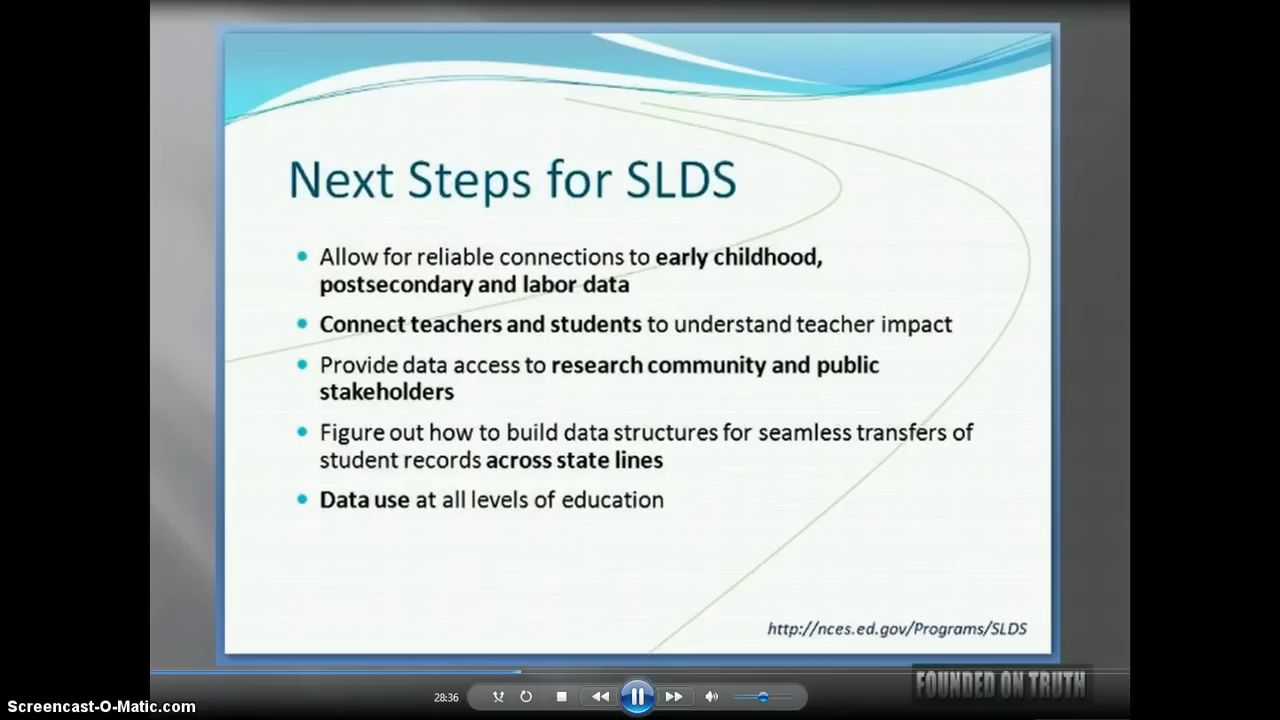 Next Steps for SLDS
Allow for reliable connections to early childhood,
postsecondary and labor data
Connect teachers and students to understand teacher impact
Provide data access to research community and public
stakeholders
Figure out how to build data structures for seamless transfers of
student records across state lines
Data use at all levels of education
http://nces.ed.gov/Programs/SLDS
FOUNDED ON TRUTH
28:36
Screencast-O-Matic.com